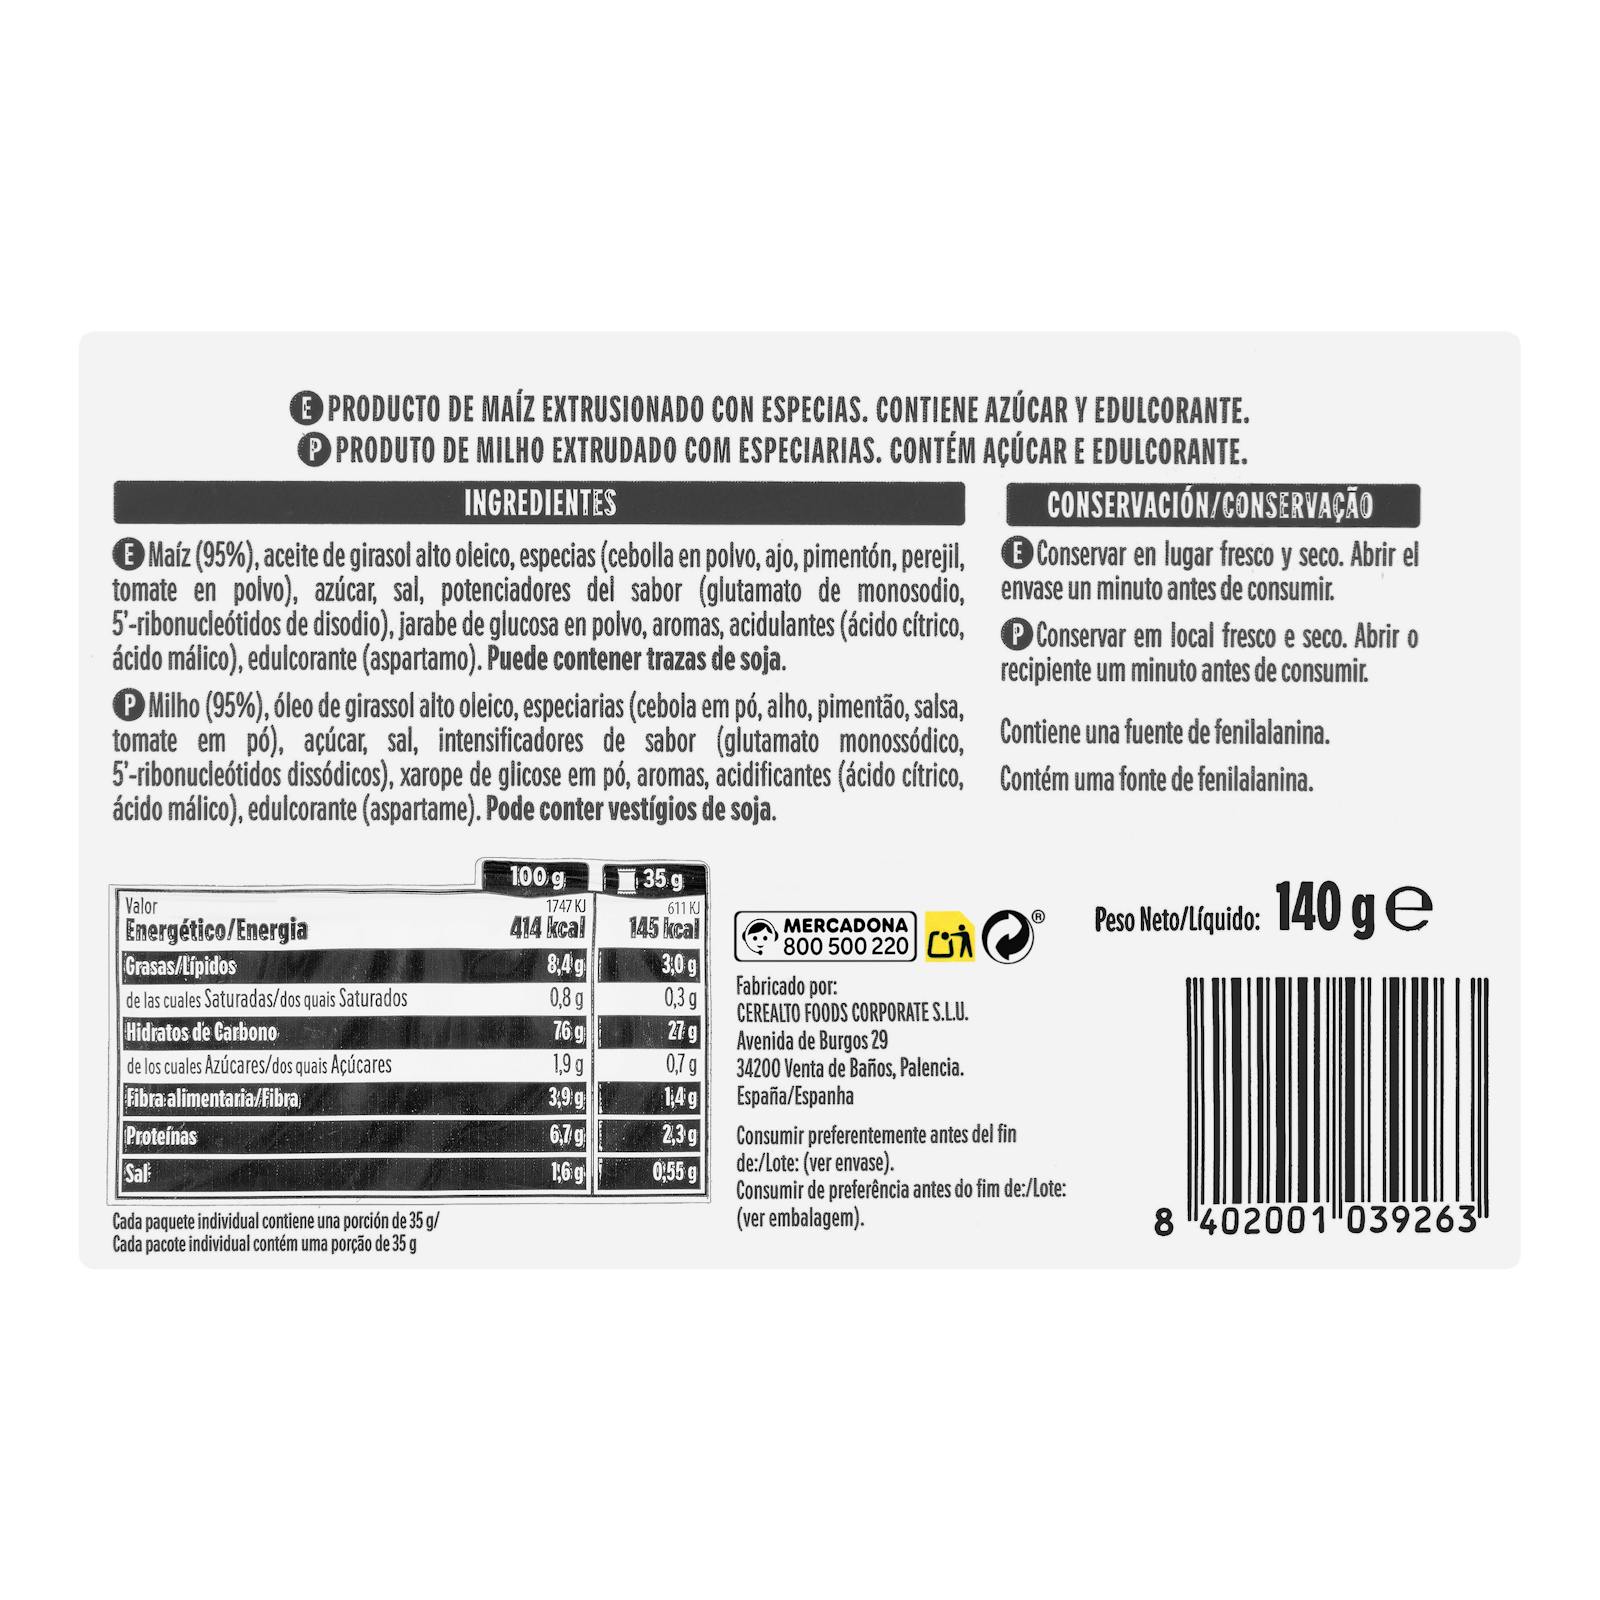 E PRODUCTO DE MAÍZ EXTRUSIONADO CON ESPECIAS. CONTIENE AZÚCAR Y EDULCORANTE.
P PRODUTO DE MILHO EXTRUDADO COM ESPECIARIAS. CONTÉM AÇÚCAR E EDULCORANTE.
INGREDIENTES
E Maíz (95%), aceite de girasol alto oleico, especias (cebolla en polvo, ajo, pimentón, perejil,
tomate en polvo), azúcar, sal, potenciadores del sabor (glutamato de monosodio,
5'-ribonucleótidos de disodio), jarabe de glucosa en polvo, aromas, acidulantes (ácido cítrico,
ácido málico), edulcorante (aspartamo). Puede contener trazas de soja.
P Milho (95%), óleo de girassol alto oleico, especiarias (cebola em pó, alho, pimentão, salsa,
tomate em pó), açúcar, sal, intensificadores de sabor (glutamato monossódico,
5'-ribonucleótidos dissódicos), xarope de glicose em pó, aromas, acidificantes (ácido cítrico,
ácido málico), edulcorante (aspartame). Pode conter vestígios de soja.
CONSERVACIÓN/CONSERVAÇÃO
E Conservar en lugar fresco y seco. Abrir el
envase un minuto antes de consumir.
P Conservar em local fresco e seco. Abrir o
recipiente um minuto antes de consumir.
Contiene una fuente de fenilalanina.
Contém uma fonte de fenilalanina.
100 g 35 g
Valor 1747 KJ 611 KJ
Energético/Energia 414 kcal 145 kcal
Grasas/Lípidos 8,4 g 3,0 g
de las cuales Saturadas/dos quais Saturados 0,8 g 0,3 g
Hidratos de Carbono 76 g 27 g
de los cuales Azúcares/dos quais Açúcares 1,9 g 0,7 g
Fibra alimentaria/Fibra 3,9 g 1,4 g
Proteínas 6,7 g 2,3 g
Sal 1,6 g 0,55 g
Cada paquete individual contiene una porción de 35 g/
Cada pacote individual contém uma porção de 35 g
MERCADONA
800 500 220
®
Fabricado por:
CEREALTO FOODS CORPORATE S.L.U.
Avenida de Burgos 29
34200 Venta de Baños, Palencia.
España/Espanha
Consumir preferentemente antes del fin
de:/Lote: (ver envase).
Consumir de preferência antes do fim de:/Lote:
(ver embalagem).
Peso Neto/Líquido: 140 g e
8 402001 039263